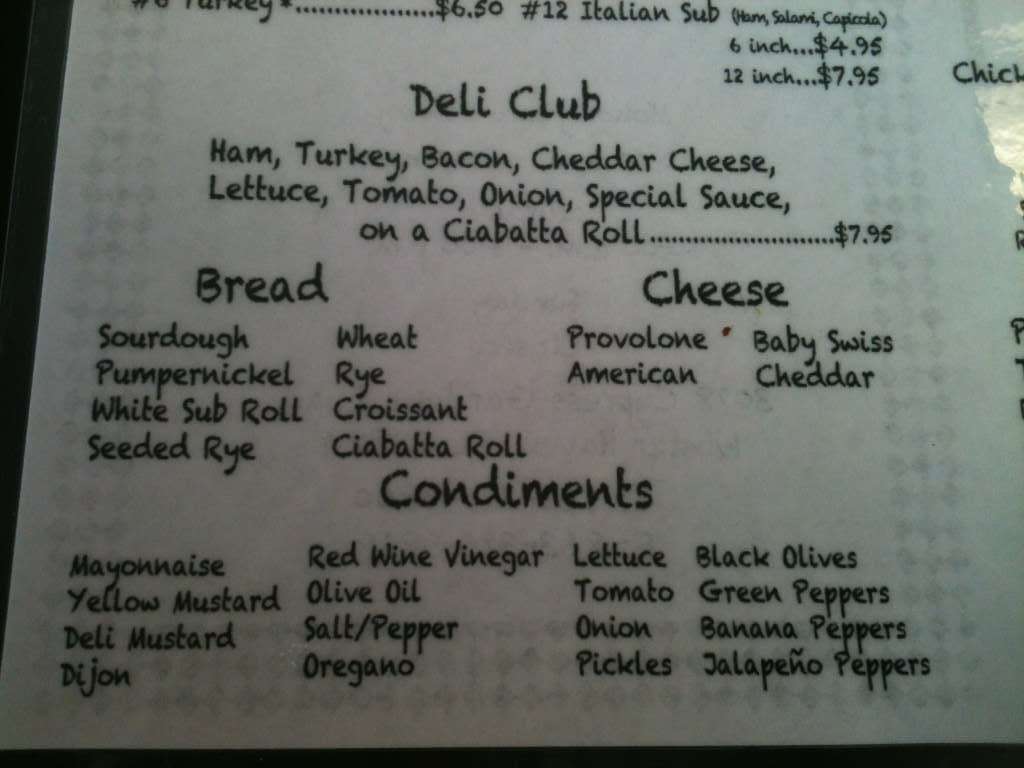 #6 Turkey*..................$6.50 #12 Italian Sub (Ham, Salami, Capicola)
6 inch...$4.95
12 inch...$7.95
Chick
Deli Club
Ham, Turkey, Bacon, Cheddar Cheese,
Lettuce, Tomato, Onion, Special Sauce,
on a Ciabatta Roll...........................$7.95
Bread
Sourdough Wheat
Pumpernickel Rye
White Sub Roll Croissant
Seeded Rye Ciabatta Roll
Cheese
Provolone Baby Swiss
American Cheddar
Condiments
Mayonnaise Red Wine Vinegar Lettuce Black Olives
Yellow Mustard Olive Oil Tomato Green Peppers
Deli Mustard Salt/Pepper Onion Banana Peppers
Dijon Oregano Pickles Jalapeño Peppers